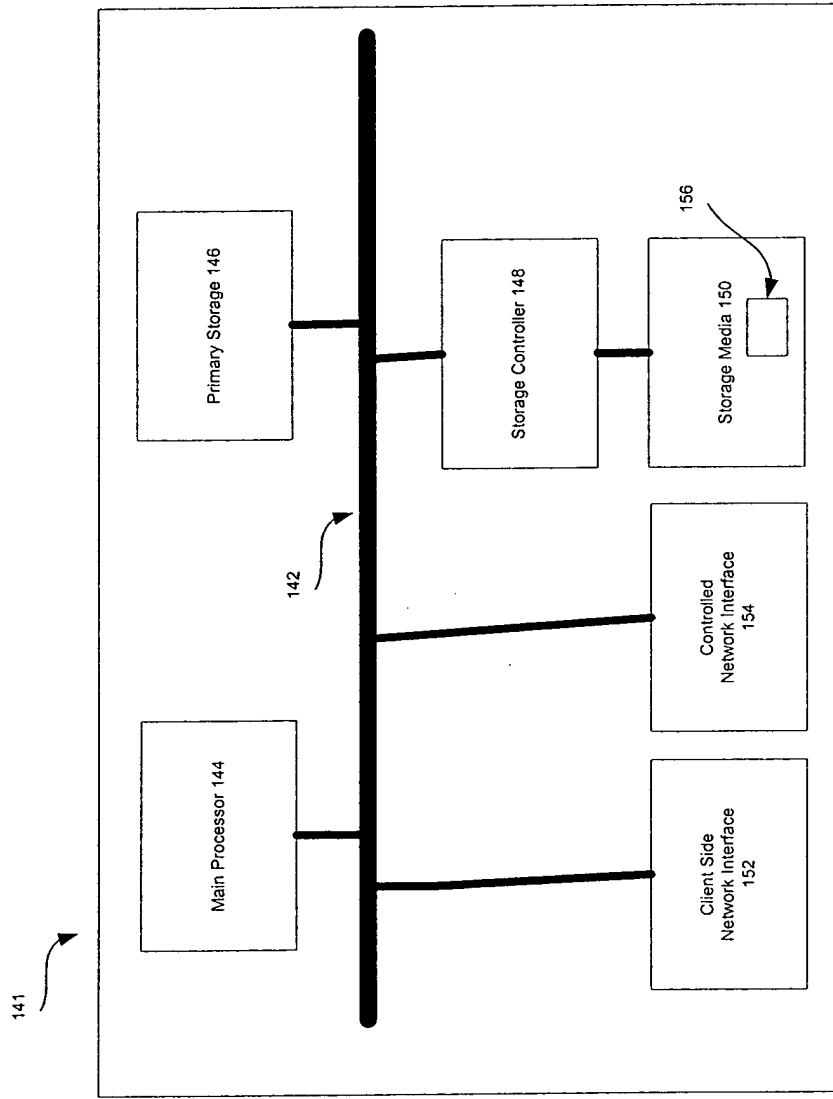 141
Main Processor 144
Primary Storage 146
142
Storage Controller 148
Client Side
Network Interface
152
Controlled
Network Interface
154
Storage Media 150
156